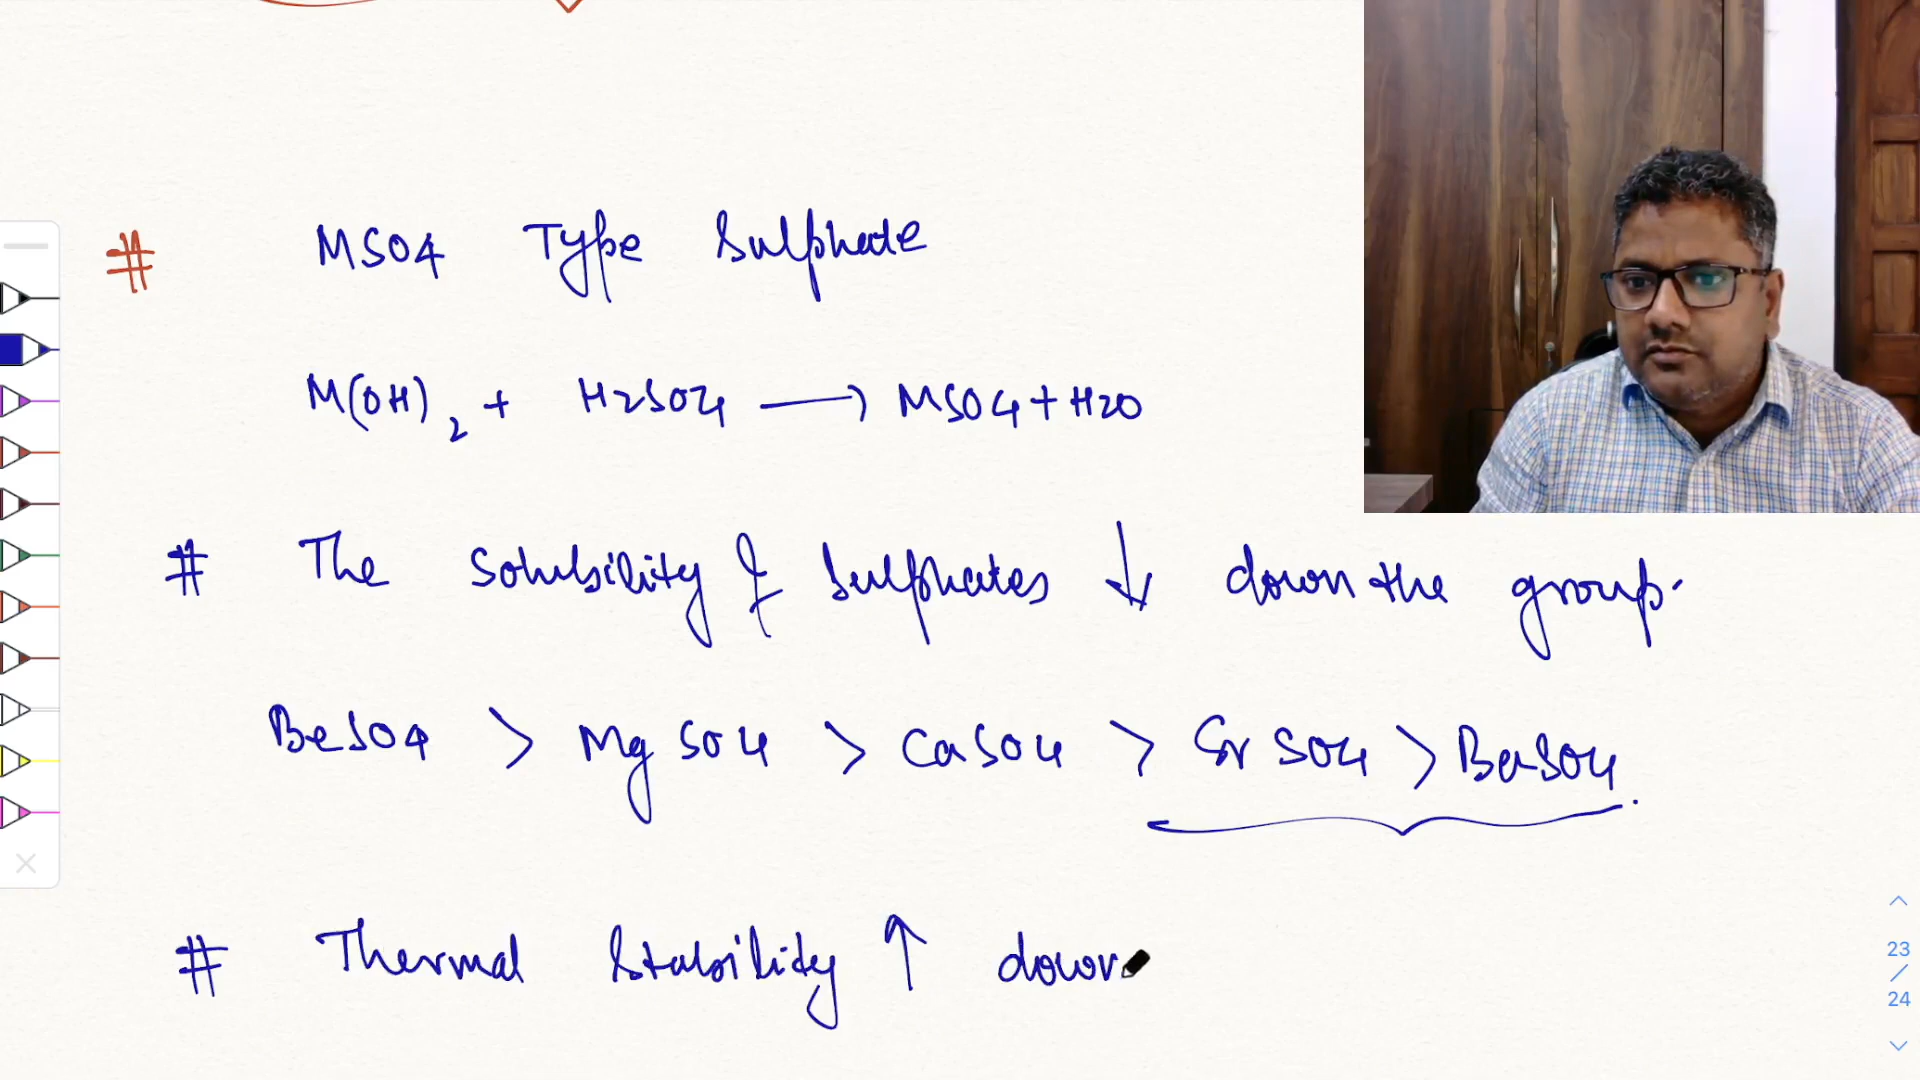 # MSO4 Type Sulphate
M(OH)2 + H2SO4 ⟶ MSO4 + H2O
# The Solubility of Sulphates ↓ down the group.
BeSO4 > MgSO4 > CaSO4 > SrSO4 > BaSO4.
# Thermal Stability ↑ down
23
/
24